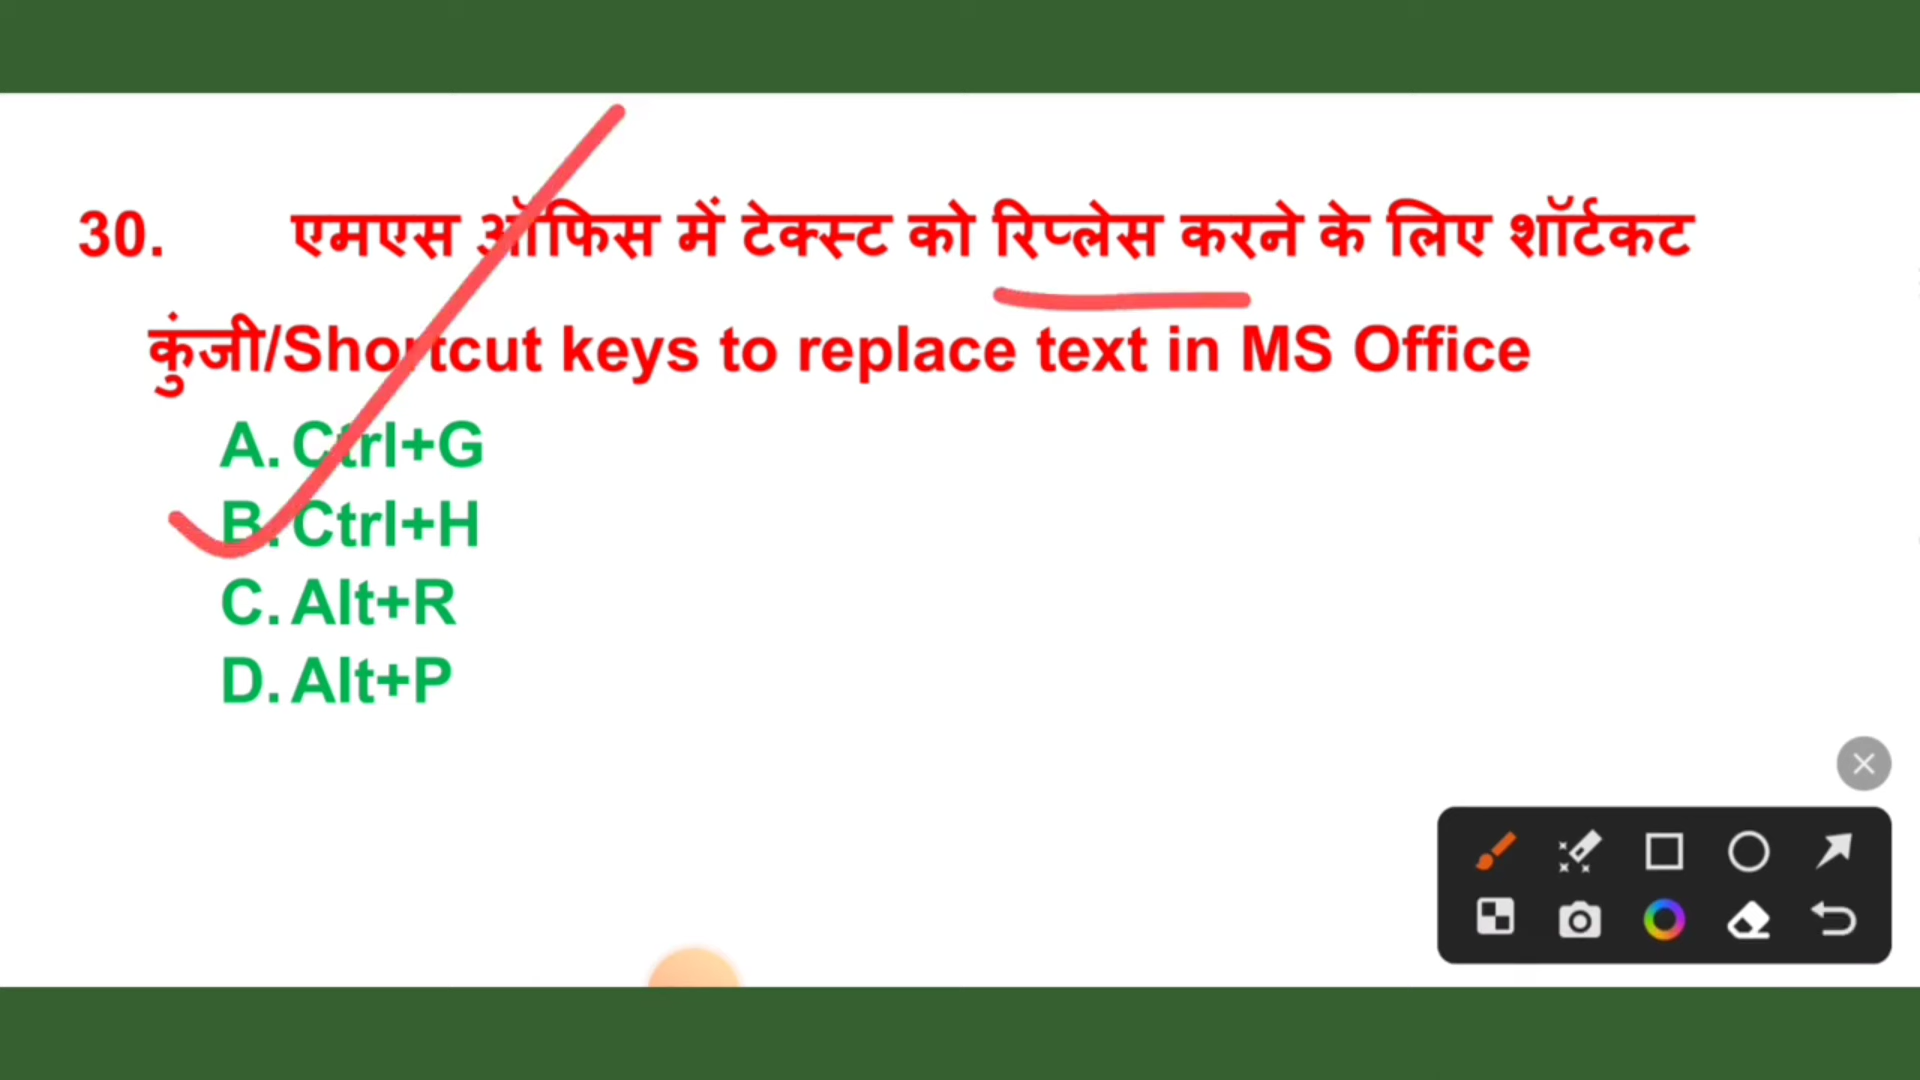 30. एमएस ऑफिस में टेक्स्ट को रिप्लेस करने के लिए शॉर्टकट
कुंजी/Shortcut keys to replace text in MS Office
A. Ctrl+G
B. Ctrl+H
C. Alt+R
D. Alt+P